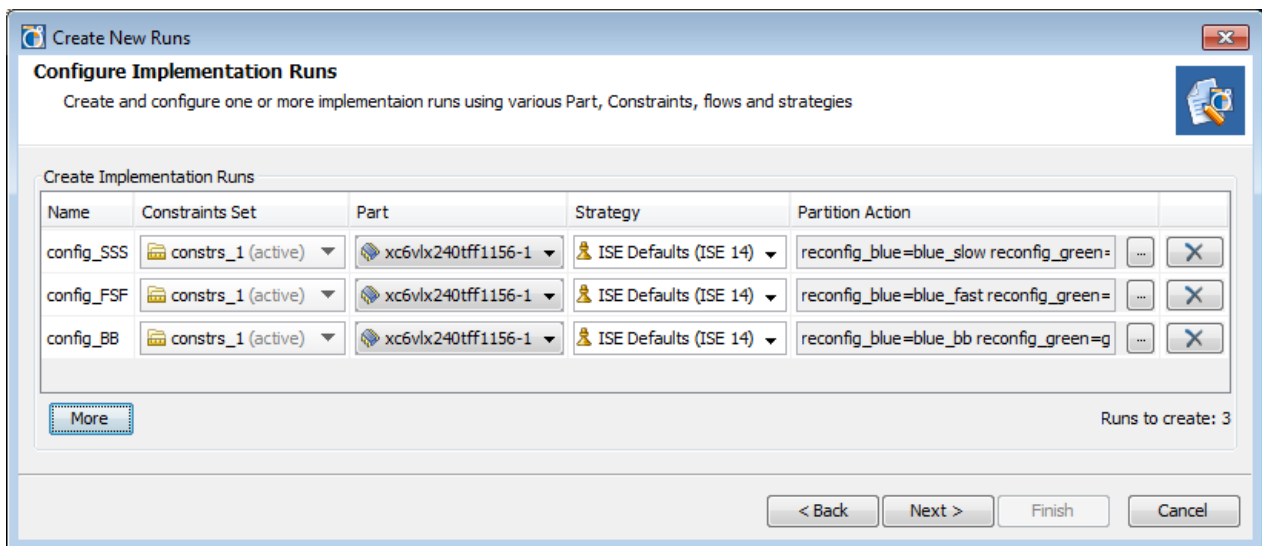 Create New Runs
Configure Implementation Runs
Create and configure one or more implementaion runs using various Part, Constraints, flows and strategies
Create Implementation Runs
Name Constraints Set Part Strategy Partition Action
config_SSS constrs_1 (active) xc6vlx240tff1156-1 ISE Defaults (ISE 14) reconfig_blue=blue_slow reconfig_green= ...
config_FSF constrs_1 (active) xc6vlx240tff1156-1 ISE Defaults (ISE 14) reconfig_blue=blue_fast reconfig_green= ...
config_BB constrs_1 (active) xc6vlx240tff1156-1 ISE Defaults (ISE 14) reconfig_blue=blue_bb reconfig_green=g ...
More Runs to create: 3
< Back Next > Finish Cancel